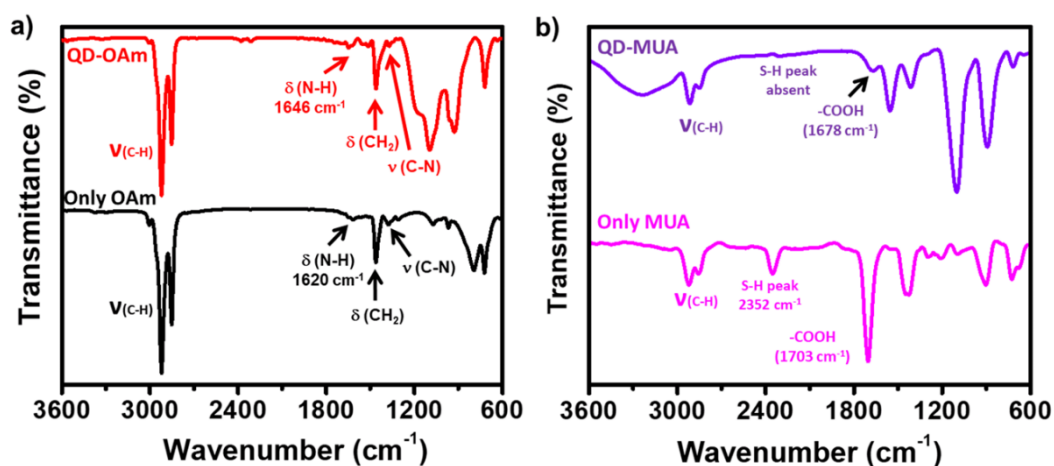 a)
QD-OAm
δ (N-H)
1646 cm⁻¹
δ (CH₂)
ν (C-N)
ν(C-H)
Only OAm
δ (N-H)
1620 cm⁻¹
ν (C-N)
δ (CH₂)
ν(C-H)
Transmittance (%)
3600 3000 2400 1800 1200 600
Wavenumber (cm⁻¹)
b)
QD-MUA
S-H peak
absent
-COOH
(1678 cm⁻¹)
ν(C-H)
Only MUA
S-H peak
2352 cm⁻¹
ν(C-H)
-COOH
(1703 cm⁻¹)
Transmittance (%)
3600 3000 2400 1800 1200 600
Wavenumber (cm⁻¹)